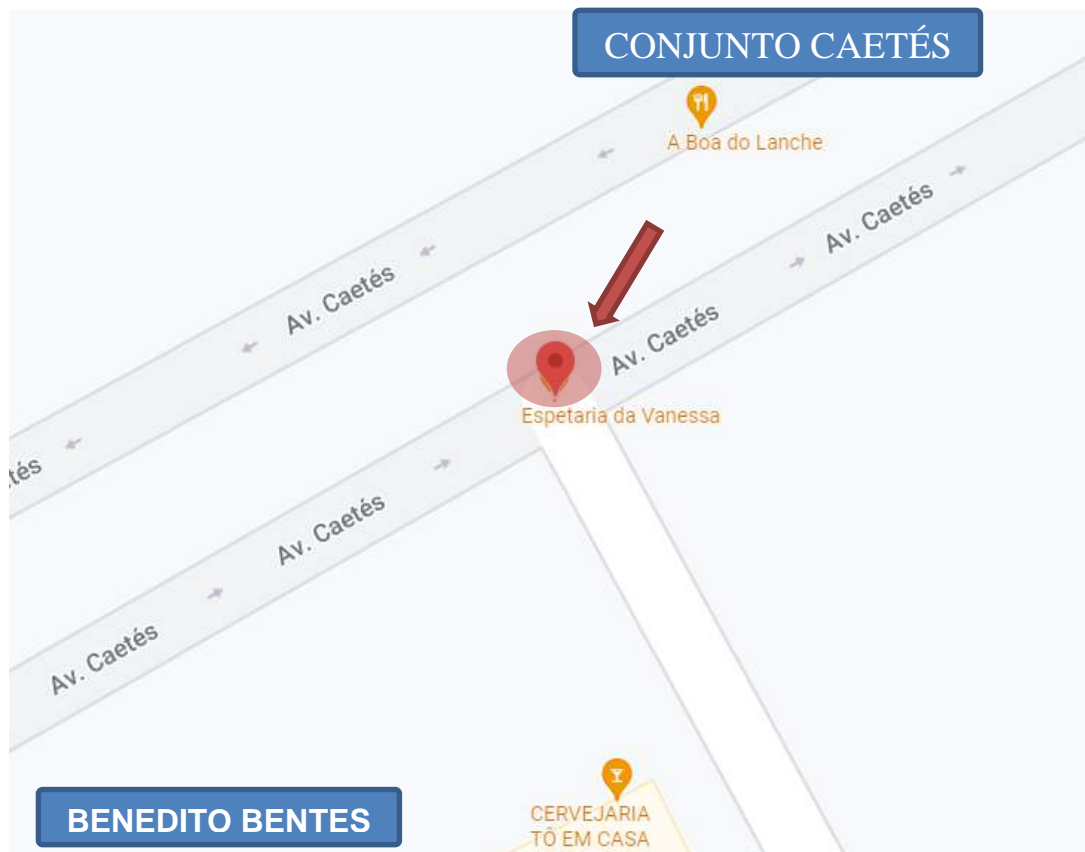 CONJUNTO CAETÉS
A Boa do Lanche
Av. Caetés
Av. Caetés
Av. Caetés
Espetaria da Vanessa
tés
Av. Caetés
Av. Caetés
CERVEJARIA
TÔ EM CASA
BENEDITO BENTES